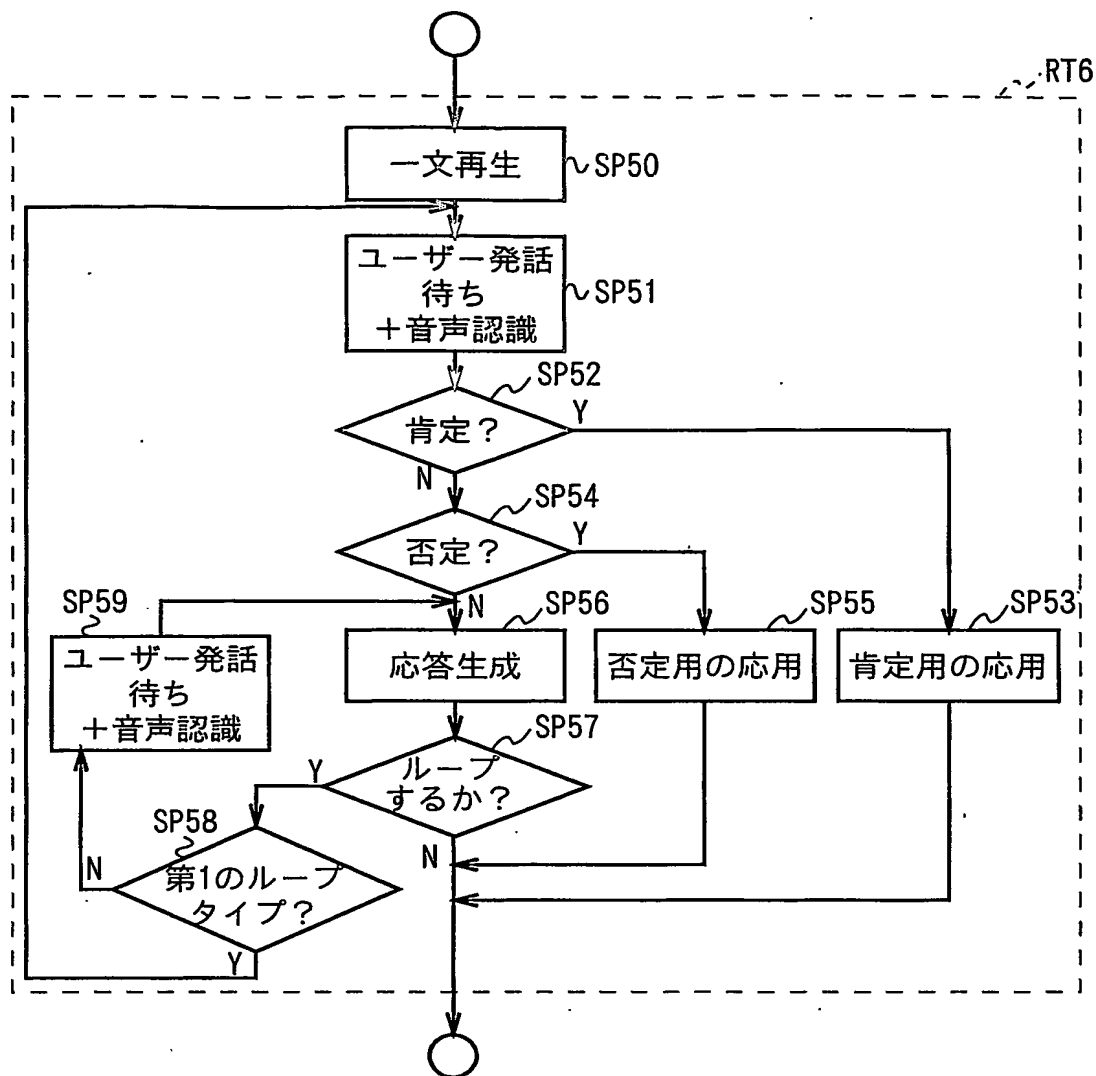 RT6
一文再生
SP50
ユーザー発話
待ち
＋音声認識
SP51
SP52
肯定？
Y
N
SP54
否定？
Y
N
SP59
ユーザー発話
待ち
＋音声認識
SP56
応答生成
SP55
否定用の応用
SP53
肯定用の応用
SP57
ループ
するか？
Y
N
SP58
第1のループ
タイプ？
N
Y